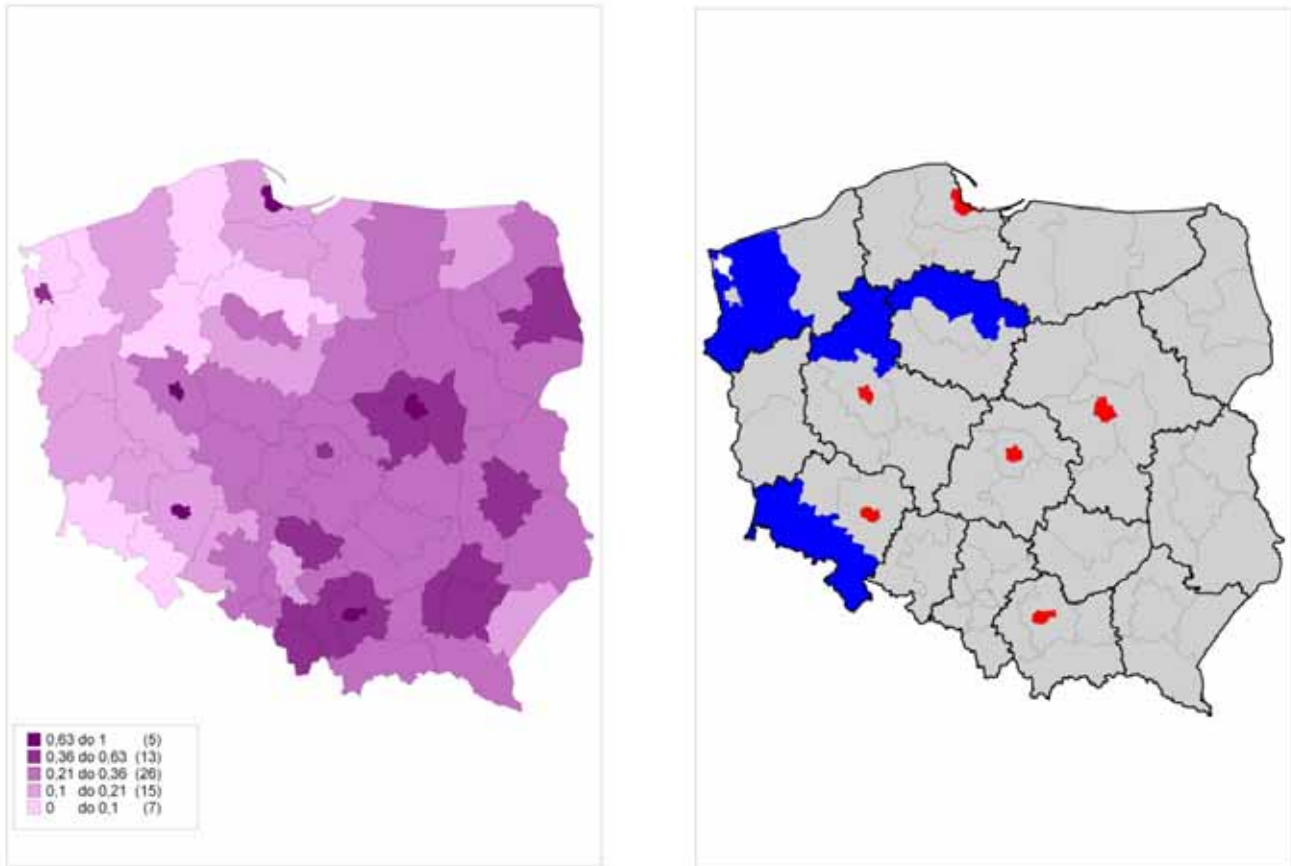 0,63 do 1 (5)
0,36 do 0,63 (13)
0,21 do 0,36 (26)
0,1 do 0,21 (15)
0 do 0,1 (7)